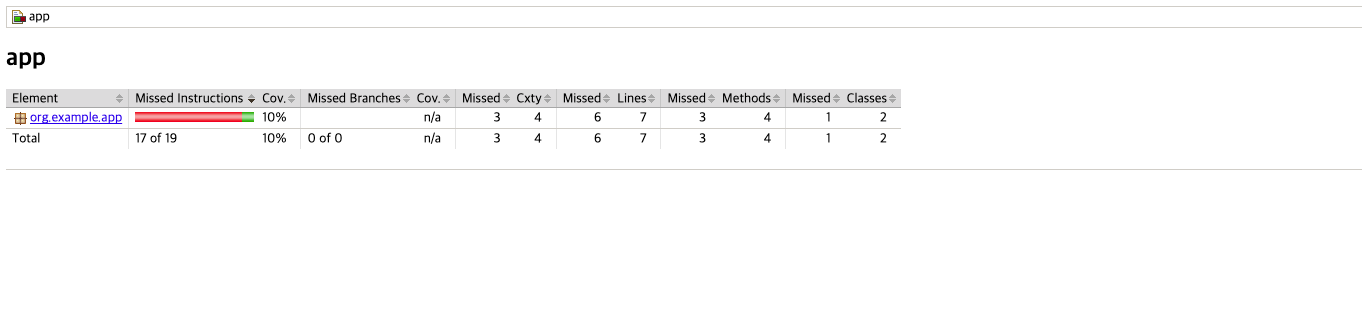 app
app
Element Missed Instructions Cov. Missed Branches Cov. Missed Cxty Missed Lines Missed Methods Missed Classes
org.example.app 10% n/a 3 4 6 7 3 4 1 2
Total 17 of 19 10% 0 of 0 n/a 3 4 6 7 3 4 1 2